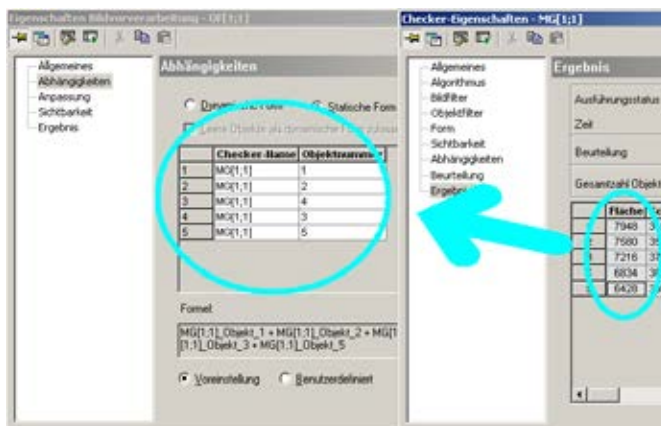 Eigenschaften Bildvorverarbeitung - OF[1;1]
Allgemeines
Abhängigkeiten
Anpassung
Sichtbarkeit
Ergebnis
Abhängigkeiten
Statische Form
Checker-Name Objektnummer
1 MG[1;1] 1
2 MG[1;1] 2
3 MG[1;1] 4
4 MG[1;1] 3
5 MG[1;1] 5
Formel:
MG[1;1]_Objekt_1 + MG[1;1]_Objekt_2 + MG[1
[1;1]_Objekt_3 + MG[1;1]_Objekt_5
Voreinstellung Benutzerdefiniert
Checker-Eigenschaften - MG[1;1]
Allgemeines
Algorithmus
Bildfilter
Objektfilter
Form
Sichtbarkeit
Abhängigkeiten
Beurteilung
Ergebnis
Ergebnis
Ausführungsstatus
Zeit
Beurteilung
Gesamtzahl Objekt
Fläche
7948
7580
7216
6834
6428